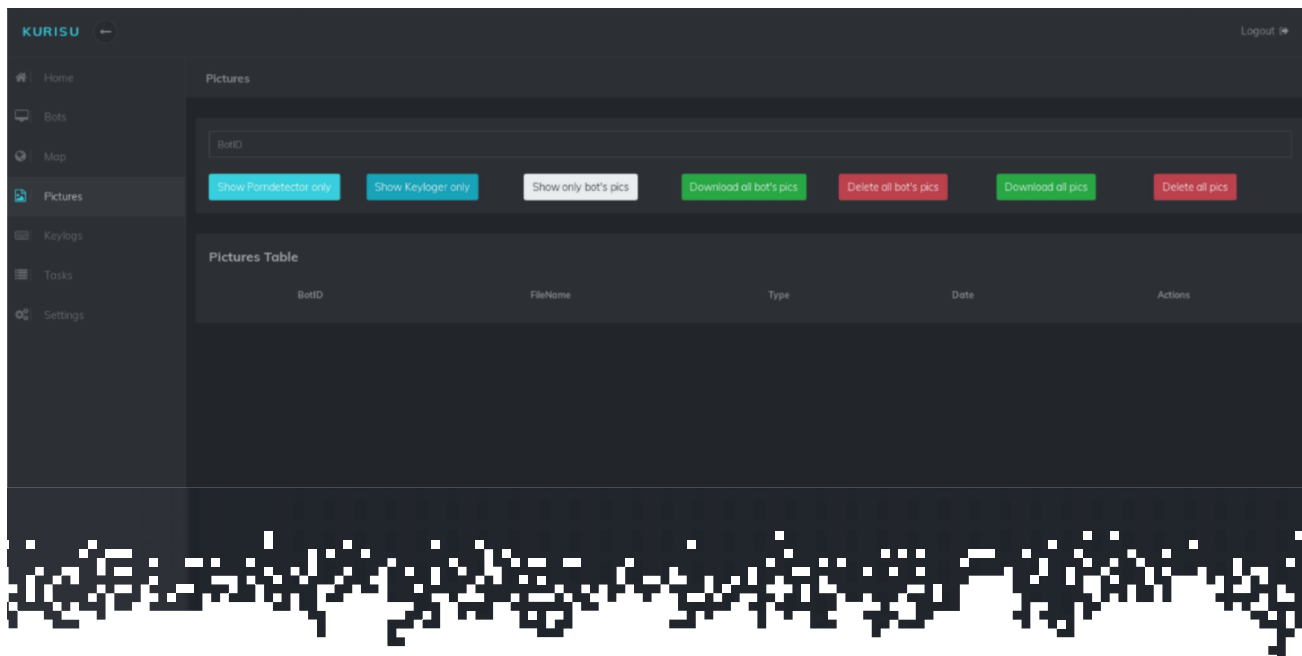 KURISU
Logout
Home
Pictures
Bots
BotID
Map
Show Porndetector only Show Keyloger only Show only bot's pics Download all bot's pics Delete all bot's pics Download all pics Delete all pics
Pictures
Keylogs
Pictures Table
Tasks
BotID FileName Type Date Actions
Settings